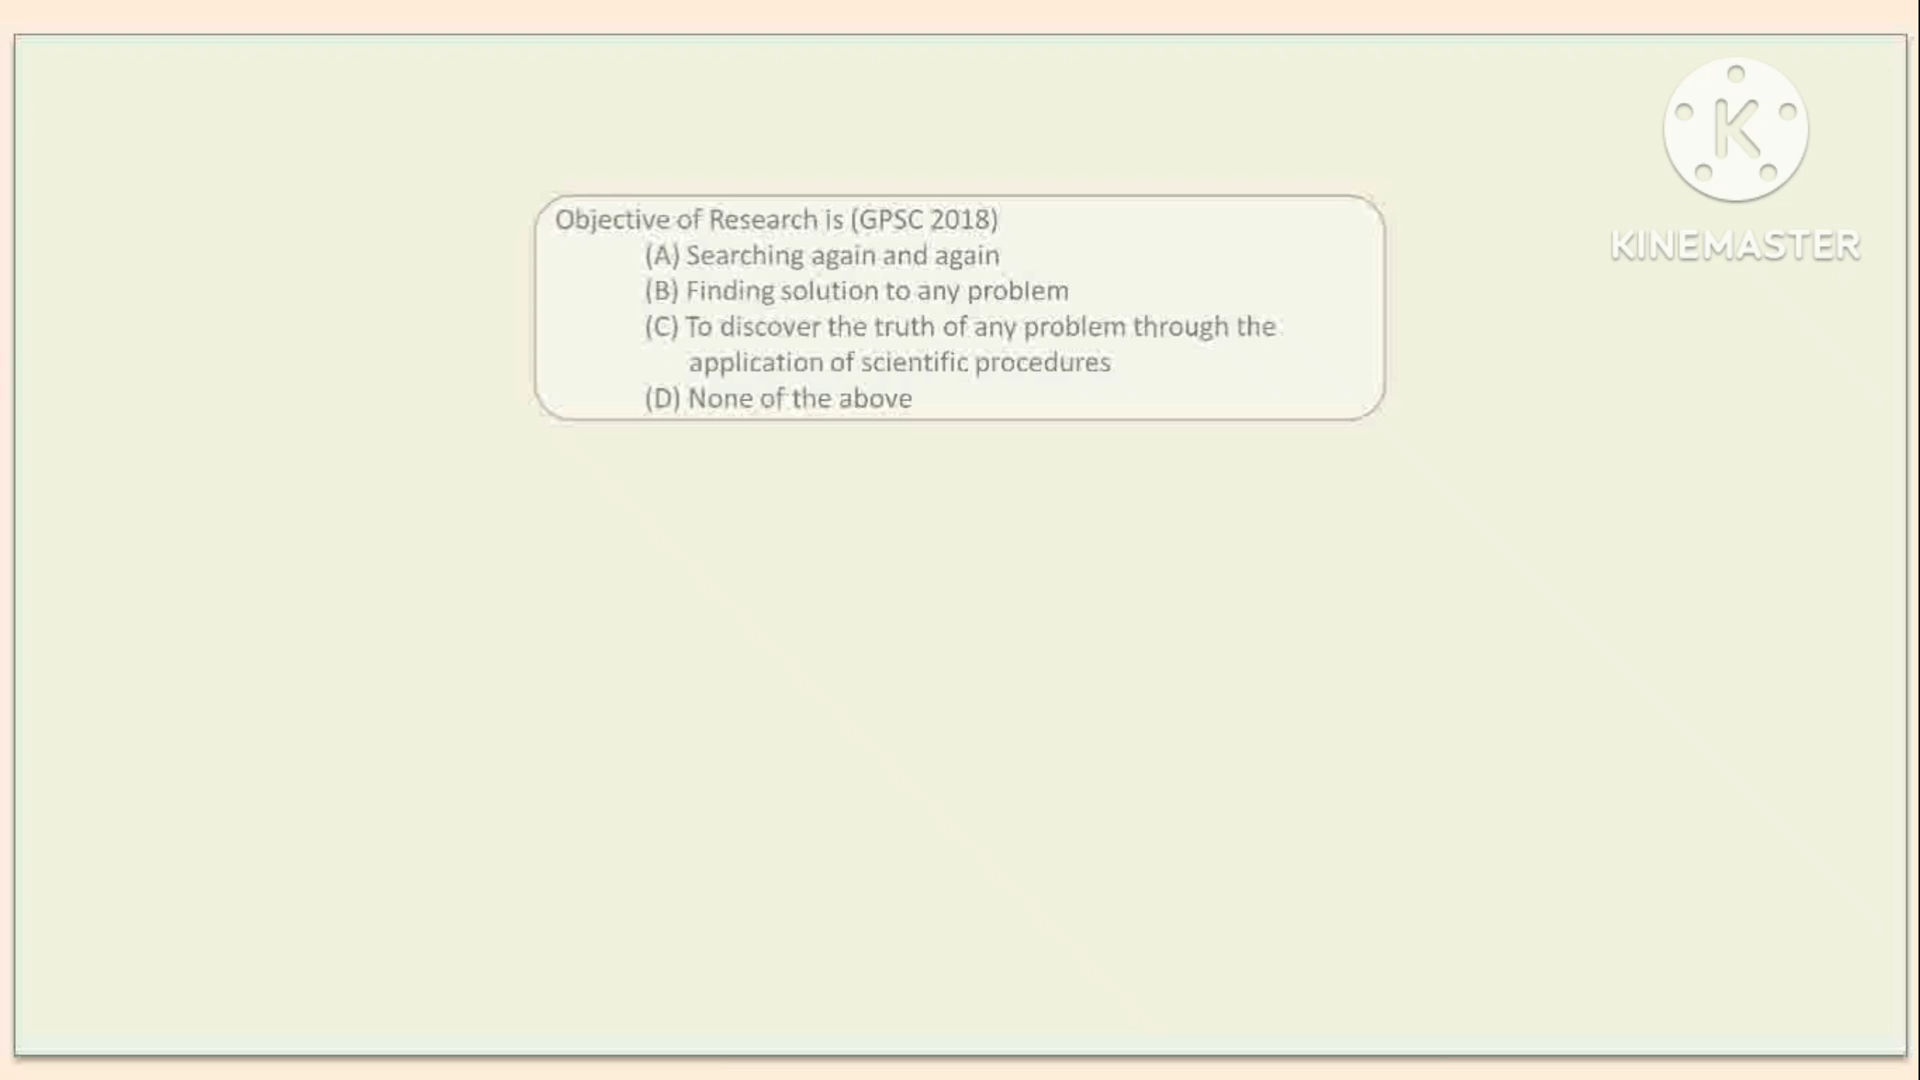 K
KINEMASTER
Objective of Research is (GPSC 2018)
(A) Searching again and again
(B) Finding solution to any problem
(C) To discover the truth of any problem through the
application of scientific procedures
(D) None of the above